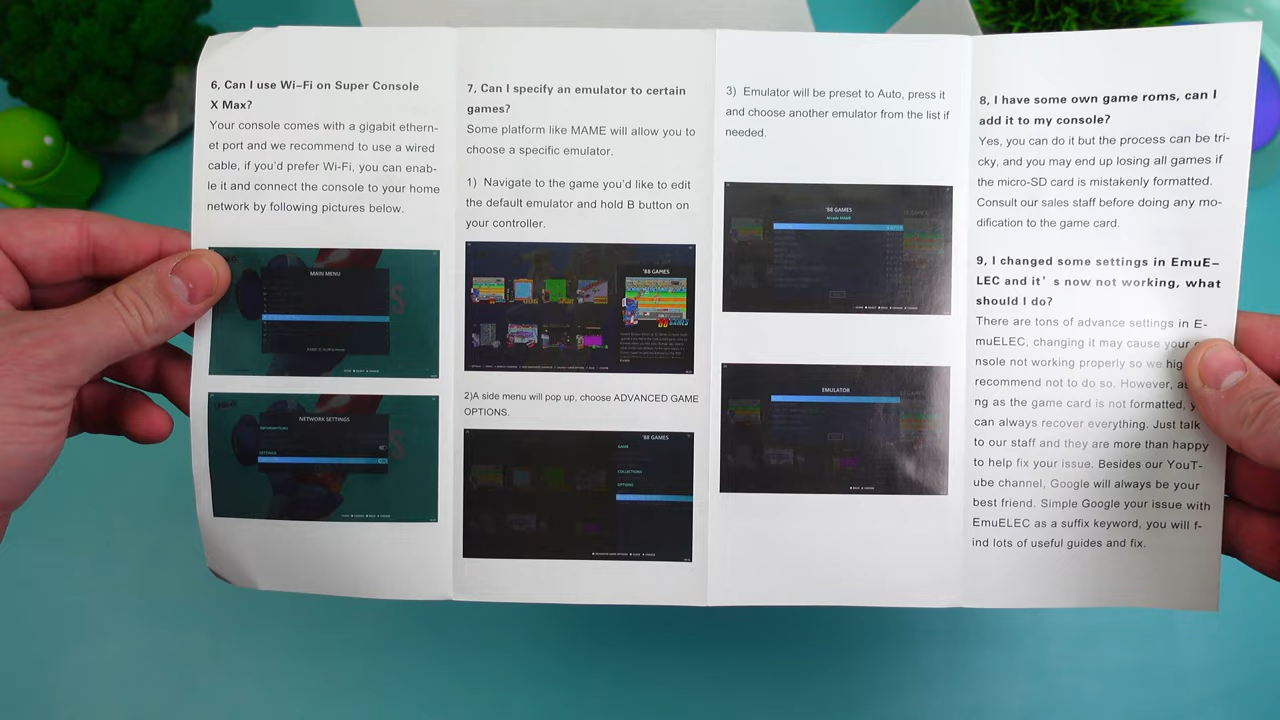 6, Can I use Wi-Fi on Super Console
X Max?
Your console comes with a gigabit ethern-
et port and we recommend to use a wired
cable, if you'd prefer Wi-Fi, you can enab-
le it and connect the console to your home
network by following pictures below.
MAIN MENU
NETWORK SETTINGS
INFORMATION
SETTINGS
7, Can I specify an emulator to certain
games?
Some platform like MAME will allow you to
choose a specific emulator.
1) Navigate to the game you'd like to edit
the default emulator and hold B button on
your controller.
'88 GAMES
2)A side menu will pop up, choose ADVANCED GAME
OPTIONS.
'88 GAMES
GAME
COLLECTIONS
OPTIONS
3) Emulator will be preset to Auto, press it
and choose another emulator from the list if
needed.
'88 GAMES
Arcade MAME
EMULATOR
8, I have some own game roms, can I
add it to my console?
Yes, you can do it but the process can be tri-
cky, and you may end up losing all games if
the micro-SD card is mistakenly formatted.
Consult our sales staff before doing any mo-
dification to the game card.
9, I changed some settings in EmuE-
LEC and it's now not working, what
should I do?
There are tons of advance settings in E-
muELEC, changing it may cause your
nole not working properly, so we hig
recommend not to do so. However, as
ng as the game card is not formatted, y
can always recover everything. Just talk
to our staff and they are more than happy
to help fix your issue. Besides our YouT-
ube channel, Google will always be your
best friend. Simply google your issue with
EmuELEC as a suffix keyword, you will f-
ind lots of useful guides and fix.